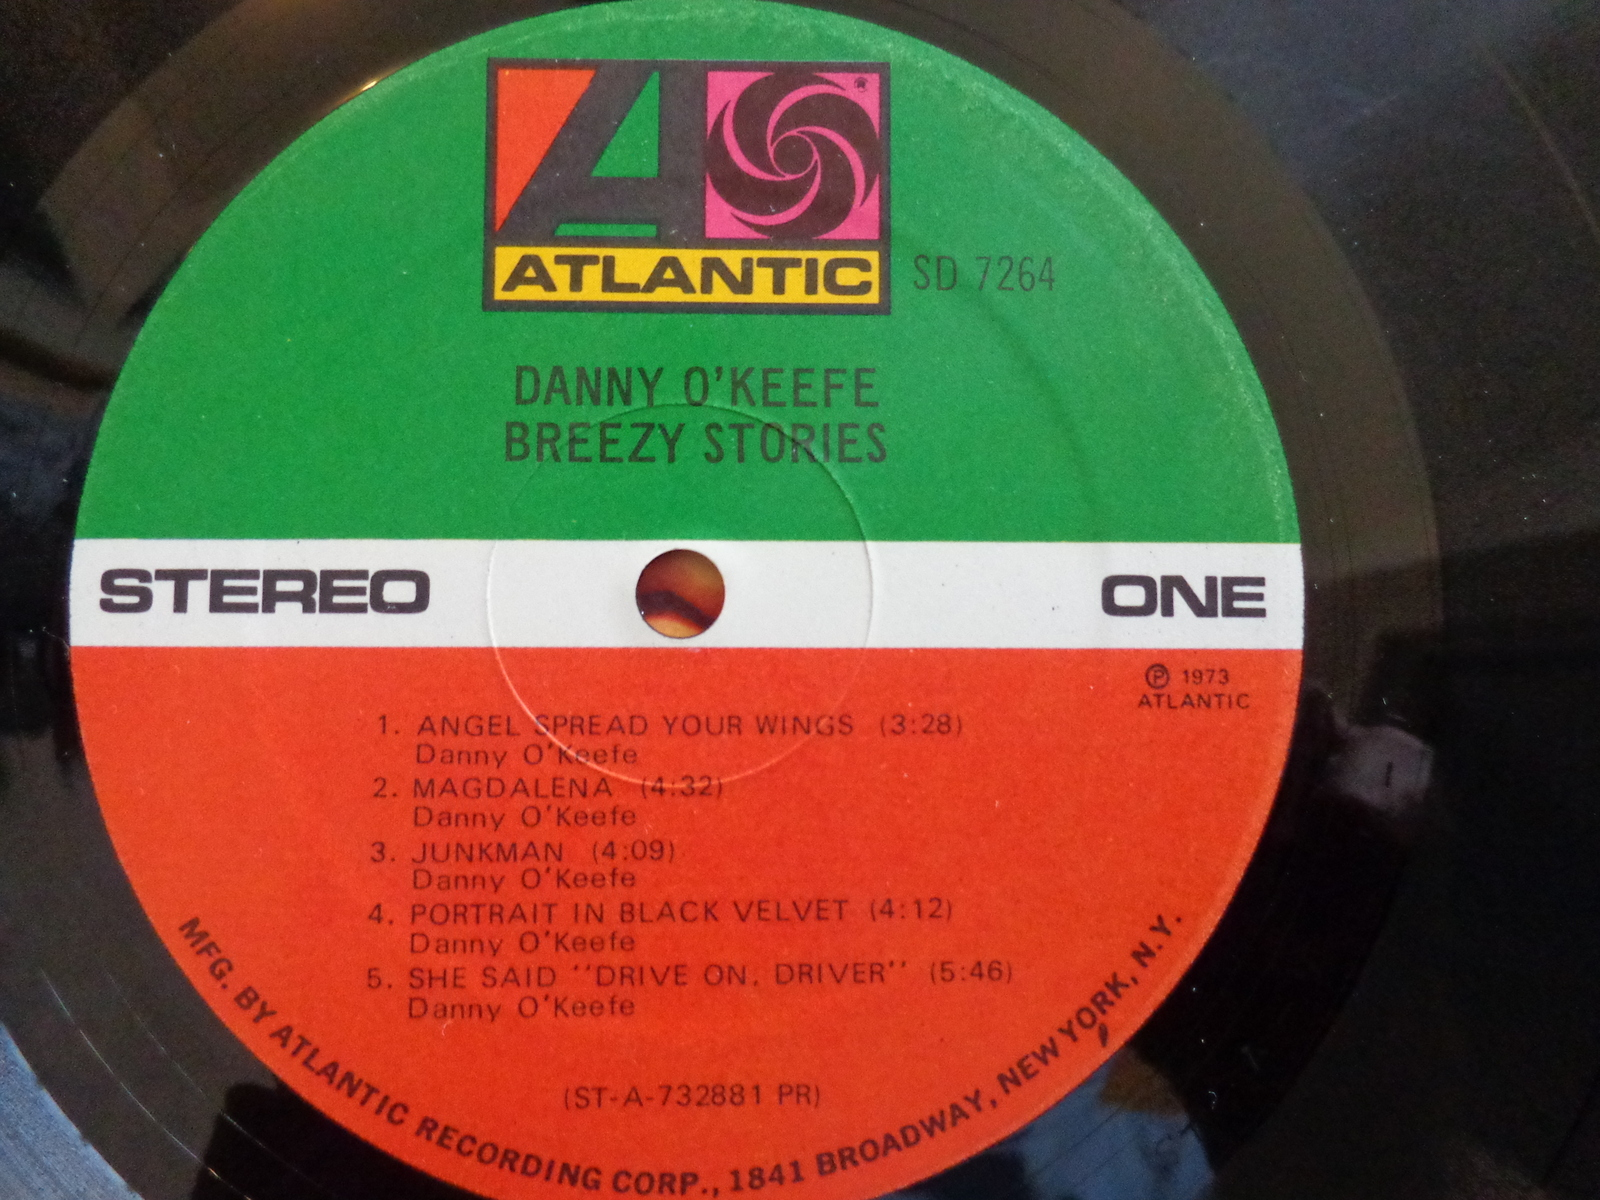 ®
ATLANTIC
SD 7264
DANNY O'KEEFE
BREEZY STORIES
STEREO
ONE
℗ 1973
ATLANTIC
1. ANGEL SPREAD YOUR WINGS (3:28)
Danny O'Keefe
2. MAGDALENA (4:32)
Danny O'Keefe
3. JUNKMAN (4:09)
Danny O'Keefe
4. PORTRAIT IN BLACK VELVET (4:12)
Danny O'Keefe
5. SHE SAID "DRIVE ON, DRIVER" (5:46)
Danny O'Keefe
(ST-A-732881 PR)
MFG. BY ATLANTIC RECORDING CORP., 1841 BROADWAY, NEW YORK, N.Y.